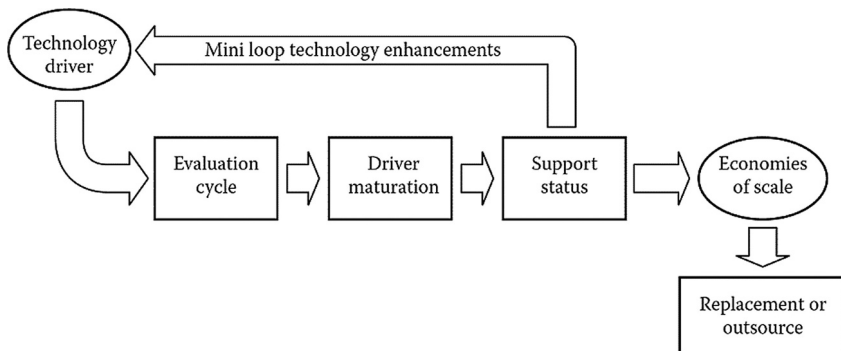 Technology
driver
Mini loop technology enhancements
Evaluation
cycle
Driver
maturation
Support
status
Economies
of scale
Replacement or
outsource